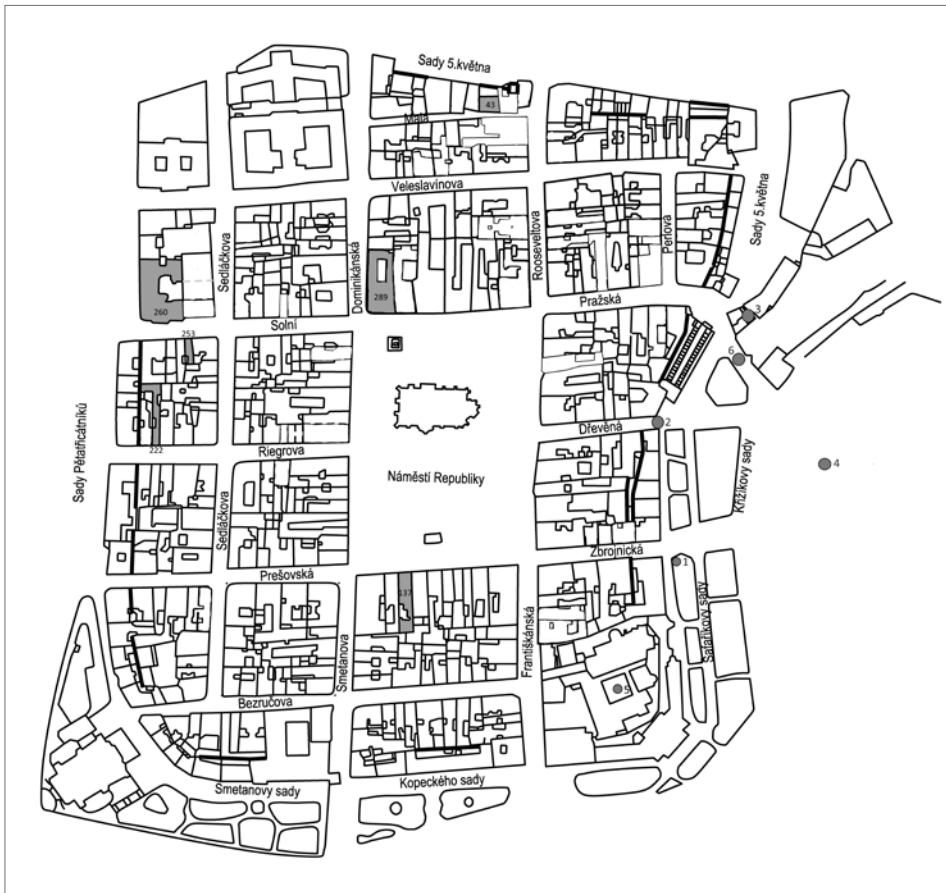 Sady 5.května
43
Malá
Veleslavínova
Sedláčkova
Dominikánská
Rooseveltova
Perlová
Sady 5.května
260
289
Solní
Pražská
3
253
6
Sady Pětatřicátníků
222
Riegrova
Dřevěná
2
Náměstí Republiky
4
Křižíkovy sady
Sedláčkova
Zbrojnická
Prešovská
1
137
Smetanova
Františkánská
Šafaříkovy sady
5
Bezručova
Smetanovy sady
Kopeckého sady